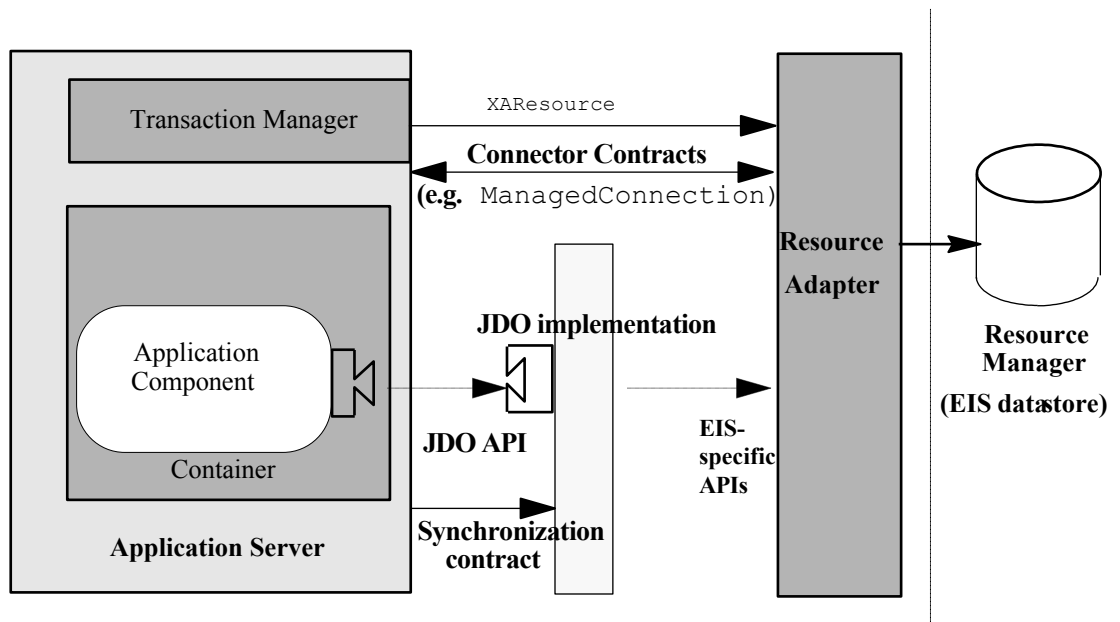 Transaction Manager
XAResource
Connector Contracts
(e.g. ManagedConnection)
Resource
Adapter
JDO implementation
Application
Component
Resource
Manager
(EIS datastore)
JDO API
EIS-
specific
APIs
Container
Synchronization
contract
Application Server